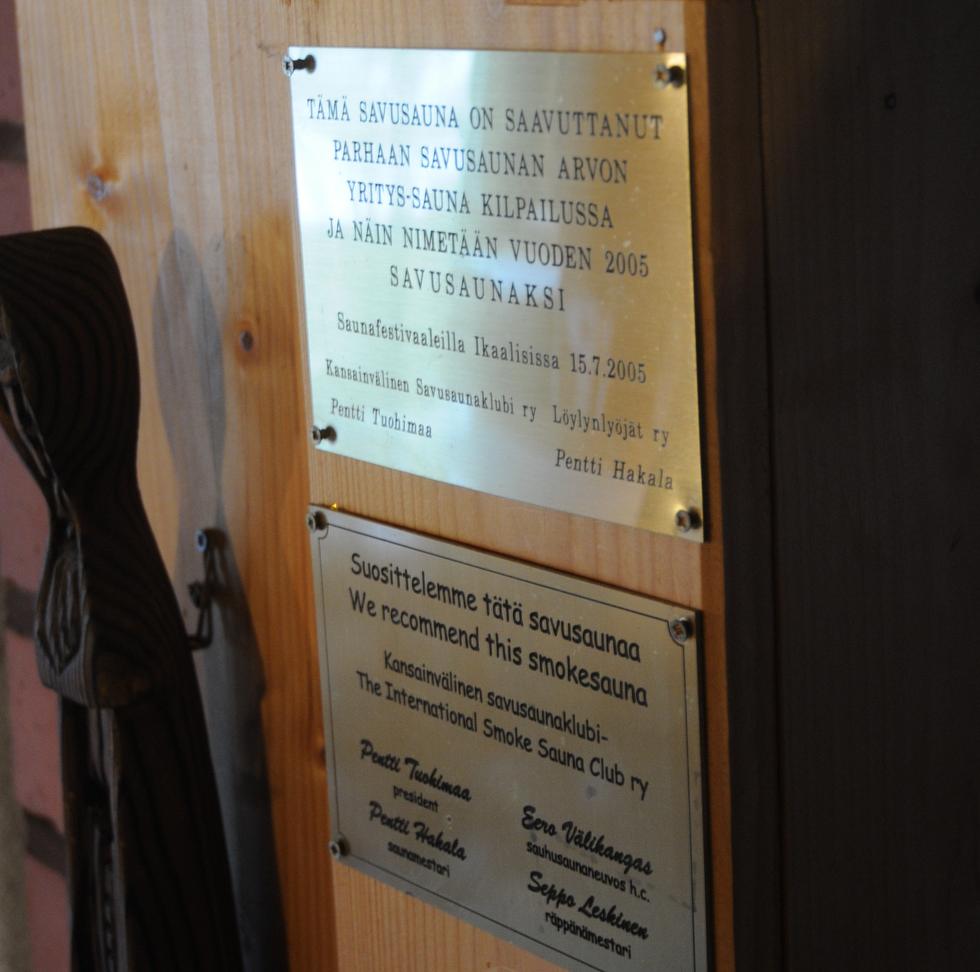 TÄMÄ SAVUSAUNA ON SAAVUTTANUT
PARHAAN SAVUSAUNAN ARVON
YRITYS-SAUNA KILPAILUSSA
JA NÄIN NIMETÄÄN VUODEN 2005
SAVUSAUNAKSI
Saunafestivaaleilla Ikaalisissa 15.7.2005
Kansainvälinen Savusaunaklubi ry Löylynlyöjät ry
Pentti Tuohimaa
Pentti Hakala
Suosittelemme tätä savusaunaa
We recommend this smokesauna
Kansainvälinen savusaunaklubi-
The International Smoke Sauna Club ry
Pentti Tuohimaa
president
Pentti Hakala
saunamestari
Eero Välikangas
sauhusaunaneuvos h.c.
Seppo Leskinen
räppänämestari